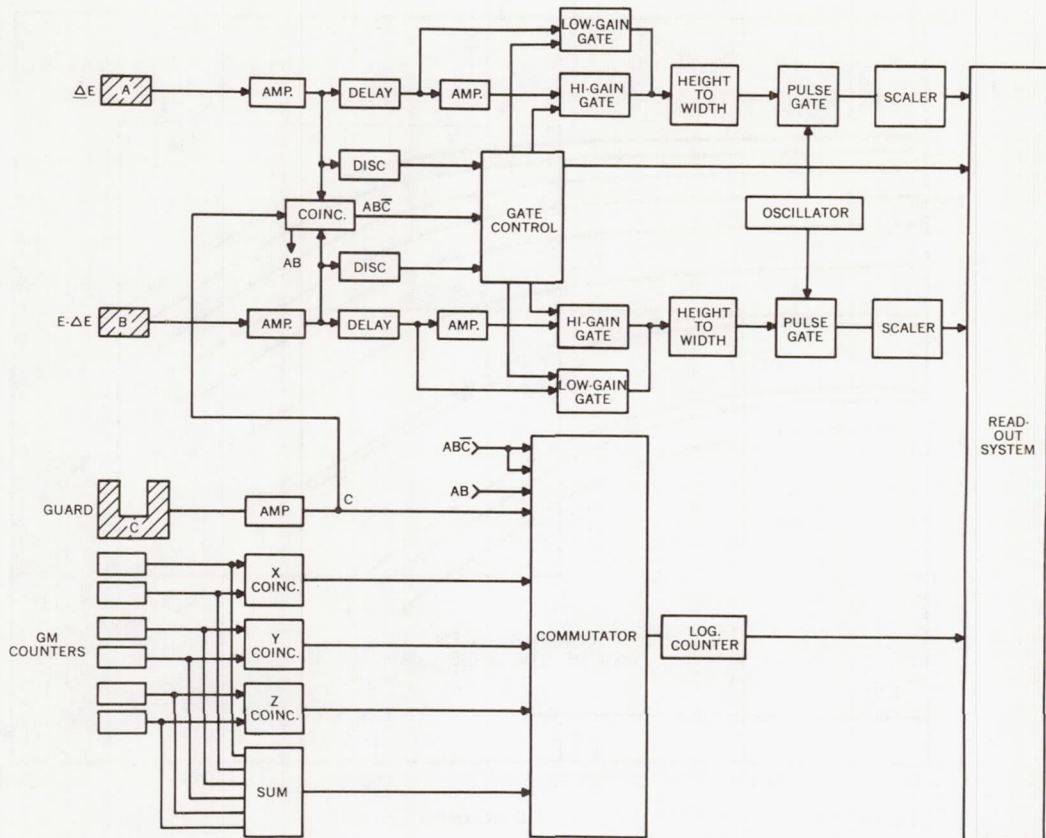 LOW-GAIN
GATE
ΔE
A
AMP.
DELAY
AMP.
HI-GAIN
GATE
HEIGHT
TO
WIDTH
PULSE
GATE
SCALER
DISC
COINC.
ABC̅
AB
GATE
CONTROL
OSCILLATOR
DISC
E-ΔE
B
AMP.
DELAY
AMP.
HI-GAIN
GATE
HEIGHT
TO
WIDTH
PULSE
GATE
SCALER
LOW-GAIN
GATE
READ-
OUT
SYSTEM
ABC̅
AB
GUARD
C
AMP
C
X
COINC.
GM
COUNTERS
Y
COINC.
COMMUTATOR
LOG.
COUNTER
Z
COINC.
SUM